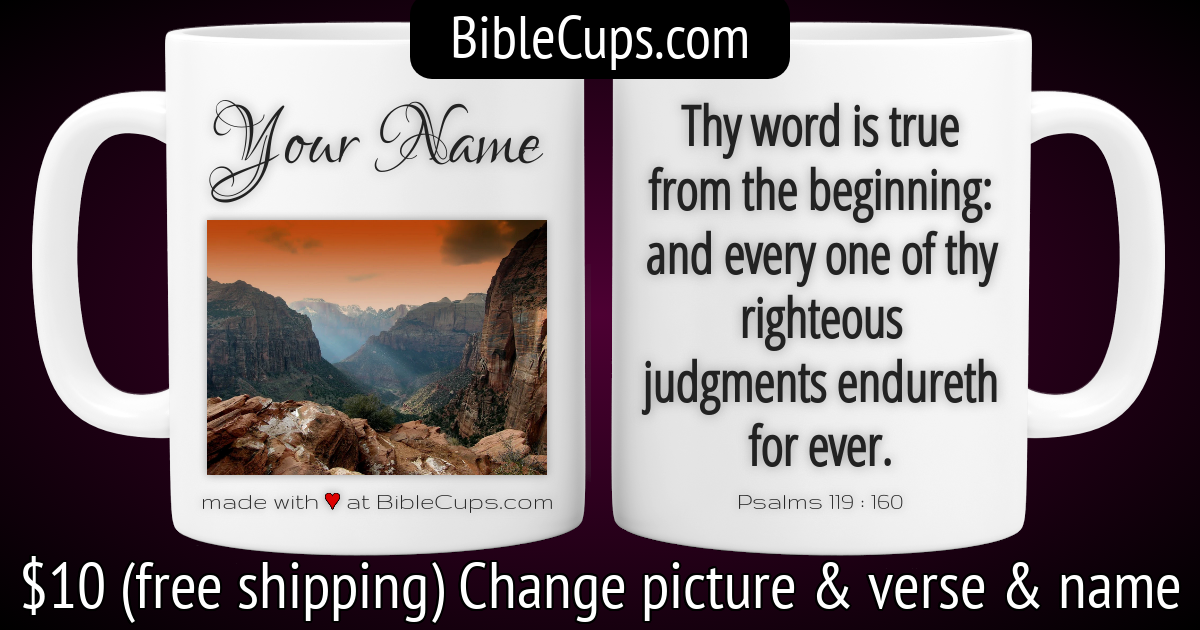 BibleCups.com
Your Name
made with ♥ at BibleCups.com
Thy word is true
from the beginning:
and every one of thy
righteous
judgments endureth
for ever.
Psalms 119 : 160
$10 (free shipping) Change picture & verse & name